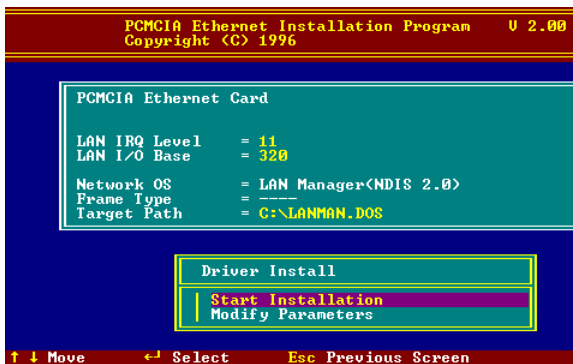 PCMCIA Ethernet Installation Program V 2.00
Copyright (C) 1996
PCMCIA Ethernet Card
LAN IRQ Level = 11
LAN I/O Base = 320
Network OS = LAN Manager(NDIS 2.0)
Frame Type = ----
Target Path = C:\LANMAN.DOS
Driver Install
Start Installation
Modify Parameters
↑ ↓ Move ←┘ Select Esc Previous Screen